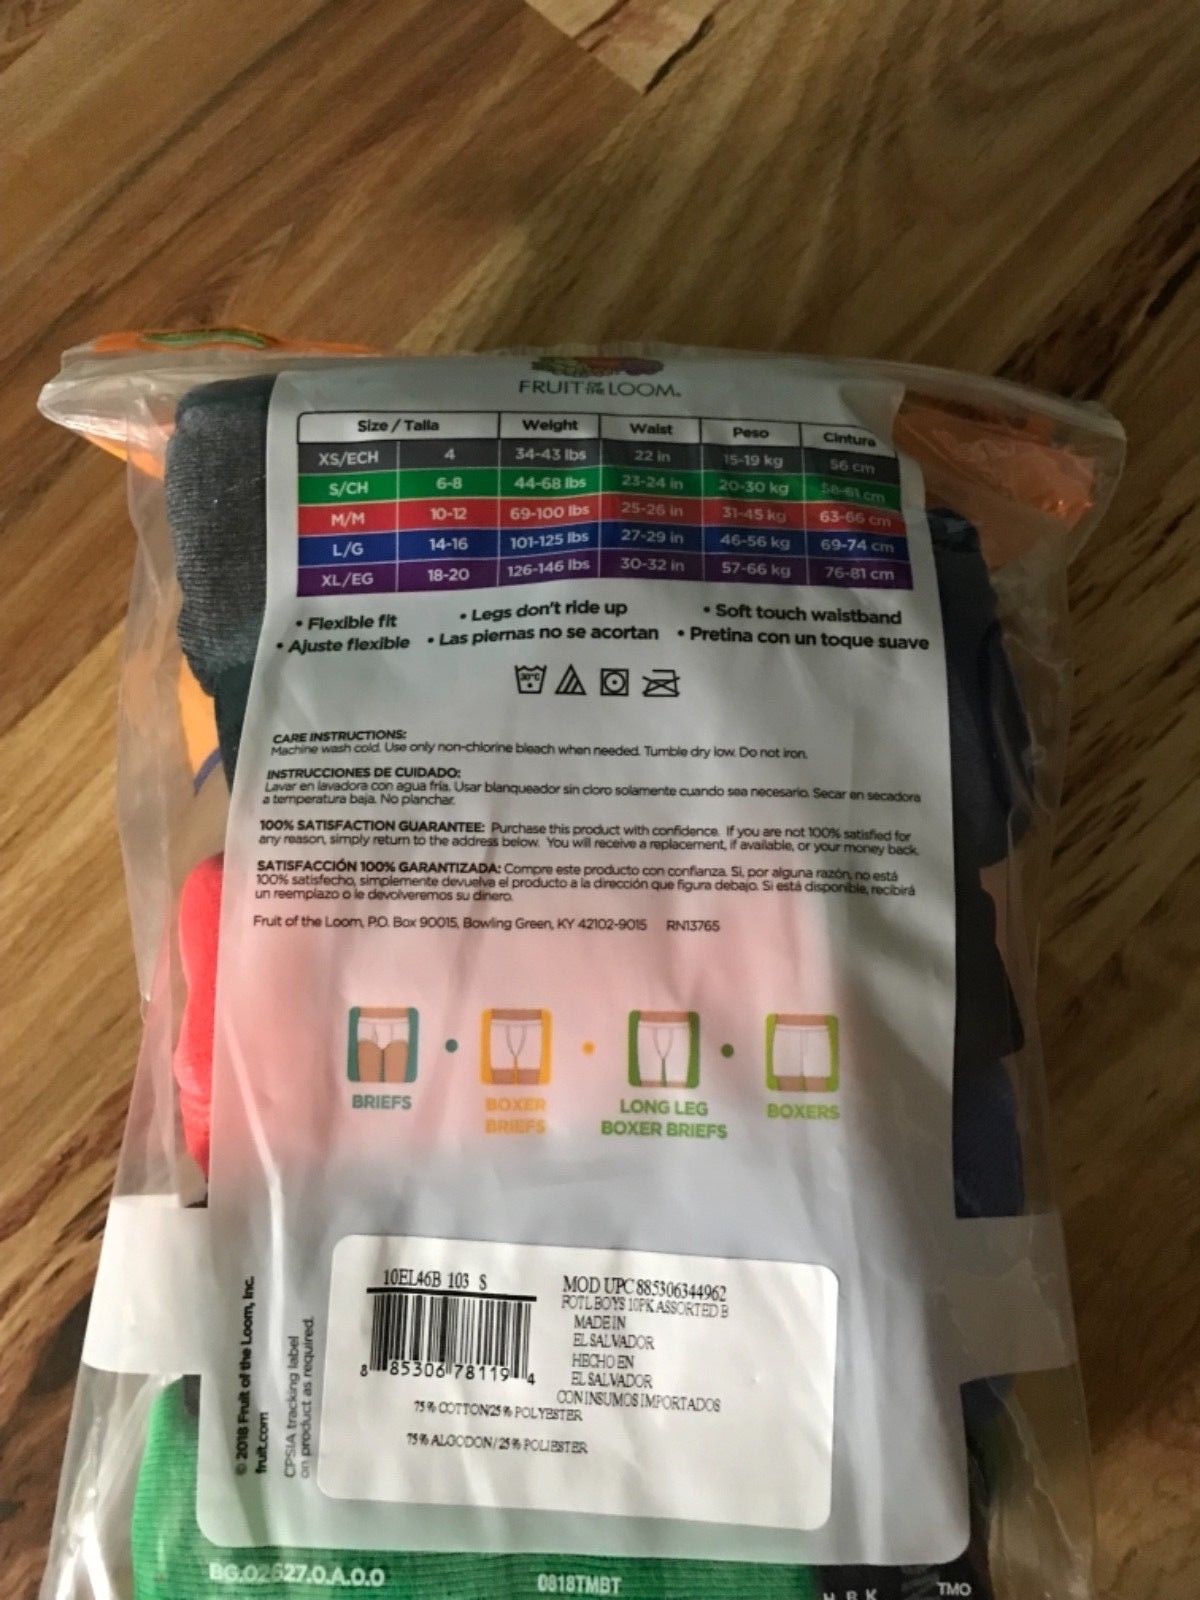 FRUIT OF THE LOOM
Size / Talla Weight Waist Peso Cintura
XS/ECH 4 34-43 lbs 22 in 15-19 kg 56 cm
S/CH 6-8 44-68 lbs 23-24 in 20-30 kg 58-61 cm
M/M 10-12 69-100 lbs 25-26 in 31-45 kg 63-66 cm
L/G 14-16 101-125 lbs 27-29 in 46-56 kg 69-74 cm
XL/EG 18-20 126-146 lbs 30-32 in 57-66 kg 76-81 cm
• Flexible fit • Legs don't ride up • Soft touch waistband
• Ajuste flexible • Las piernas no se acortan • Pretina con un toque suave
30°C
CARE INSTRUCTIONS:
Machine wash cold. Use only non-chlorine bleach when needed. Tumble dry low. Do not iron.
INSTRUCCIONES DE CUIDADO:
Lavar en lavadora con agua fría. Usar blanqueador sin cloro solamente cuando sea necesario. Secar en secadora
a temperatura baja. No planchar.
100% SATISFACTION GUARANTEE: Purchase this product with confidence. If you are not 100% satisfied for
any reason, simply return to the address below. You will receive a replacement, if available, or your money back.
SATISFACCIÓN 100% GARANTIZADA: Compre este producto con confianza. Si, por alguna razón, no está
100% satisfecho, simplemente devuelva el producto a la dirección que figura debajo. Si está disponible, recibirá
un reemplazo o le devolveremos su dinero.
Fruit of the Loom, P.O. Box 90015, Bowling Green, KY 42102-9015 RN13765
BRIEFS • BOXER BRIEFS • LONG LEG BOXER BRIEFS • BOXERS
© 2018 Fruit of the Loom, Inc.
fruit.com
CPSIA tracking label
on product as required.
10EL46B 103 S
8 85306 78119 4
MOD UPC 885306344962
FOTL BOYS 10PK ASSORTED B
MADE IN
EL SALVADOR
HECHO EN
EL SALVADOR
CON INSUMOS IMPORTADOS
75% COTTON/25% POLYESTER
75% ALGODON/25% POLIESTER
BG.02627.0.A.0.0
0818TMBT
TMO